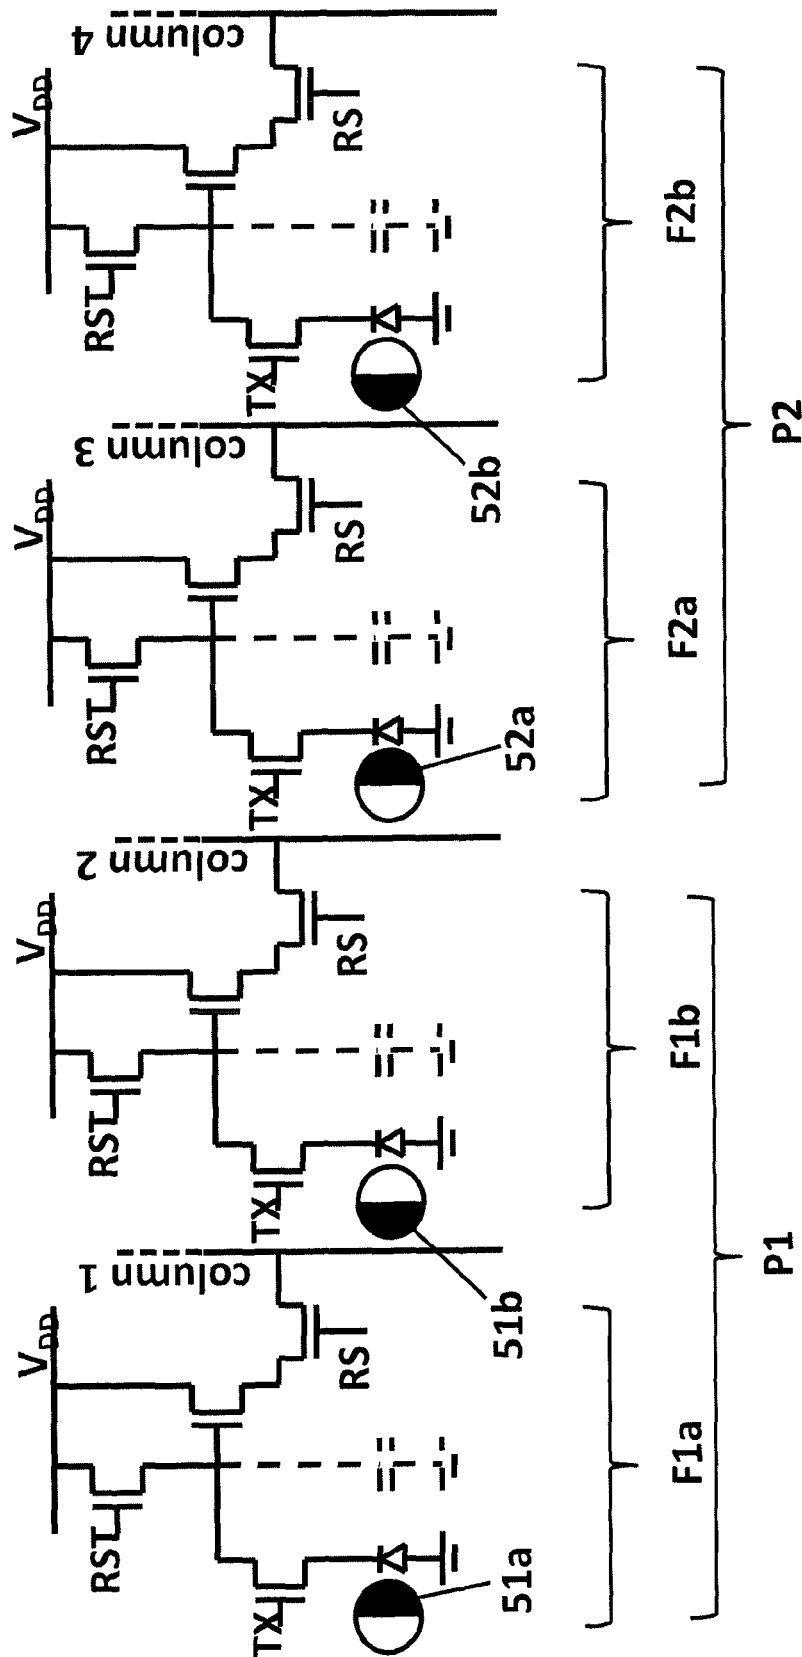 V_DD
RST
TX
RS
column 1
51a
F1a
V_DD
RST
TX
RS
column 2
51b
F1b
P1
V_DD
RST
TX
RS
column 3
52a
F2a
V_DD
RST
TX
RS
column 4
52b
F2b
P2